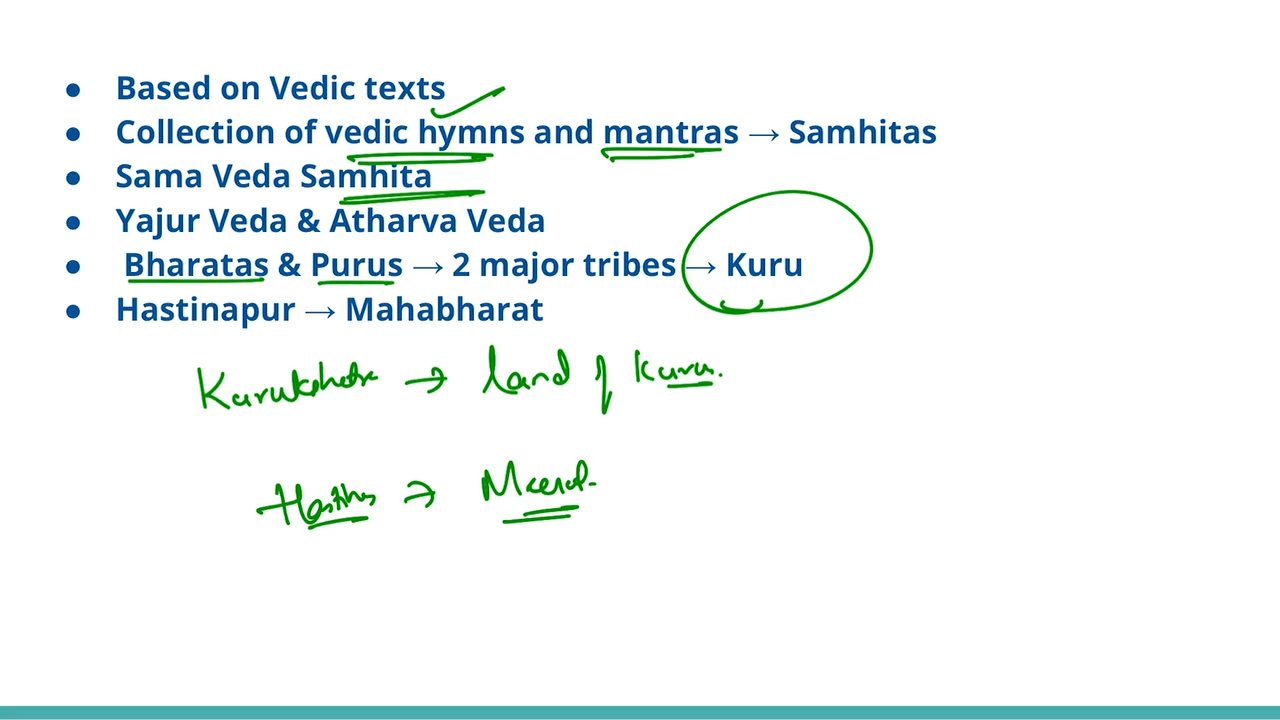 ● Based on Vedic texts
● Collection of vedic hymns and mantras → Samhitas
● Sama Veda Samhita
● Yajur Veda & Atharva Veda
● Bharatas & Purus → 2 major tribes → Kuru
● Hastinapur → Mahabharat
→ land of Kuru.
→